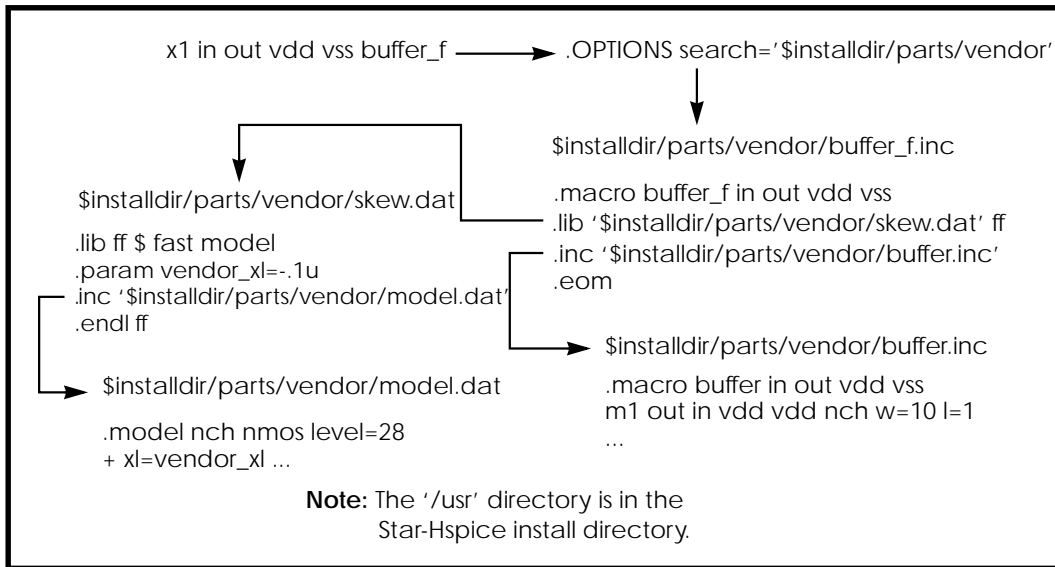 x1 in out vdd vss buffer_f
.OPTIONS search=‘$installdir/parts/vendor’
$installdir/parts/vendor/buffer_f.inc
.macro buffer_f in out vdd vss
.lib ‘$installdir/parts/vendor/skew.dat’ ff
.inc ‘$installdir/parts/vendor/buffer.inc’
.eom
$installdir/parts/vendor/skew.dat
.lib ff $ fast model
.param vendor_xl=-.1u
.inc ‘$installdir/parts/vendor/model.dat’
.endl ff
$installdir/parts/vendor/buffer.inc
.macro buffer in out vdd vss
m1 out in vdd vdd nch w=10 l=1
...
$installdir/parts/vendor/model.dat
.model nch nmos level=28
+ xl=vendor_xl ...
Note: The ‘/usr’ directory is in the
Star-Hspice install directory.